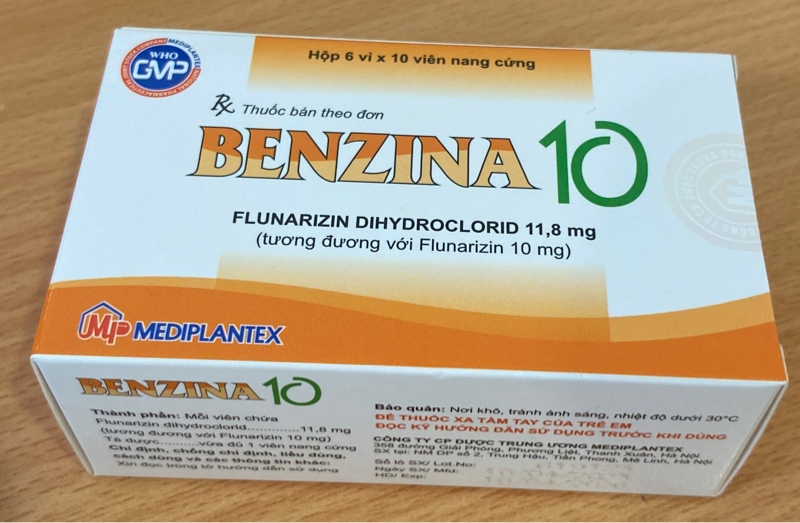 WHO
GMP
Hộp 6 vỉ x 10 viên nang cứng
Rx Thuốc bán theo đơn
BENZINA 10
FLUNARIZIN DIHYDROCLORID 11,8 mg
(tương đương với Flunarizin 10 mg)
MP MEDIPLANTEX
BENZINA 10
Thành phần: Mỗi viên chứa
Flunarizin dihydroclorid............11,8 mg
(tương đương với Flunarizin 10 mg)
Tá dược........vừa đủ 1 viên nang cứng
Chỉ định, chống chỉ định, liều dùng,
cách dùng và các thông tin khác:
Xin đọc trong tờ hướng dẫn sử dụng
Bảo quản: Nơi khô, tránh ánh sáng, nhiệt độ dưới 30°C
ĐỂ THUỐC XA TẦM TAY CỦA TRẺ EM
ĐỌC KỸ HƯỚNG DẪN SỬ DỤNG TRƯỚC KHI DÙNG
CÔNG TY CP DƯỢC TRUNG ƯƠNG MEDIPLANTEX
358 đường Giải Phóng, Phương Liệt, Thanh Xuân, Hà Nội
SX tại: NM DP số 2, Trung Hậu, Tiền Phong, Mê Linh, Hà Nội
Số lô SX/ Lot.No:
Ngày SX/ Mfd:
HD/ Exp: